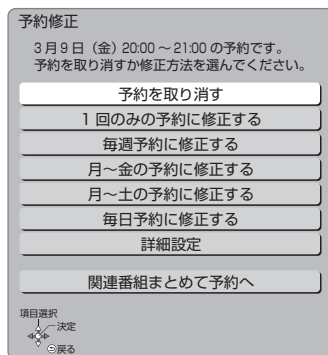 予約修正
3月9日（金）20:00～21:00の予約です。
予約を取り消すか修正方法を選んでください。
予約を取り消す
1回のみの予約に修正する
毎週予約に修正する
月～金の予約に修正する
月～土の予約に修正する
毎日予約に修正する
詳細設定
関連番組まとめて予約へ
項目選択
決定
戻る